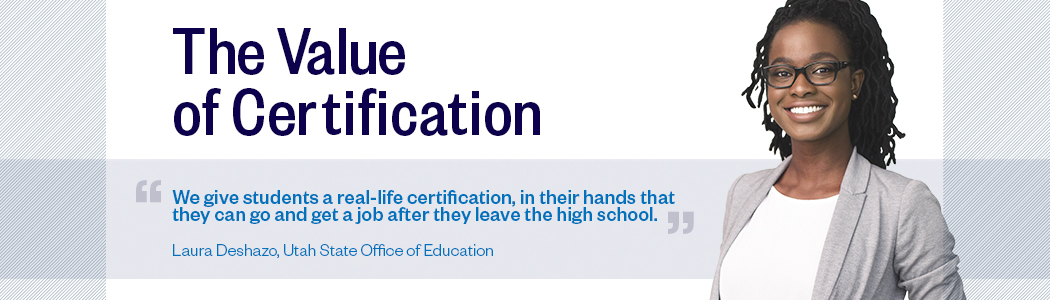 The Value
of Certification
“ We give students a real-life certification, in their hands that
they can go and get a job after they leave the high school. ”
Laura Deshazo, Utah State Office of Education